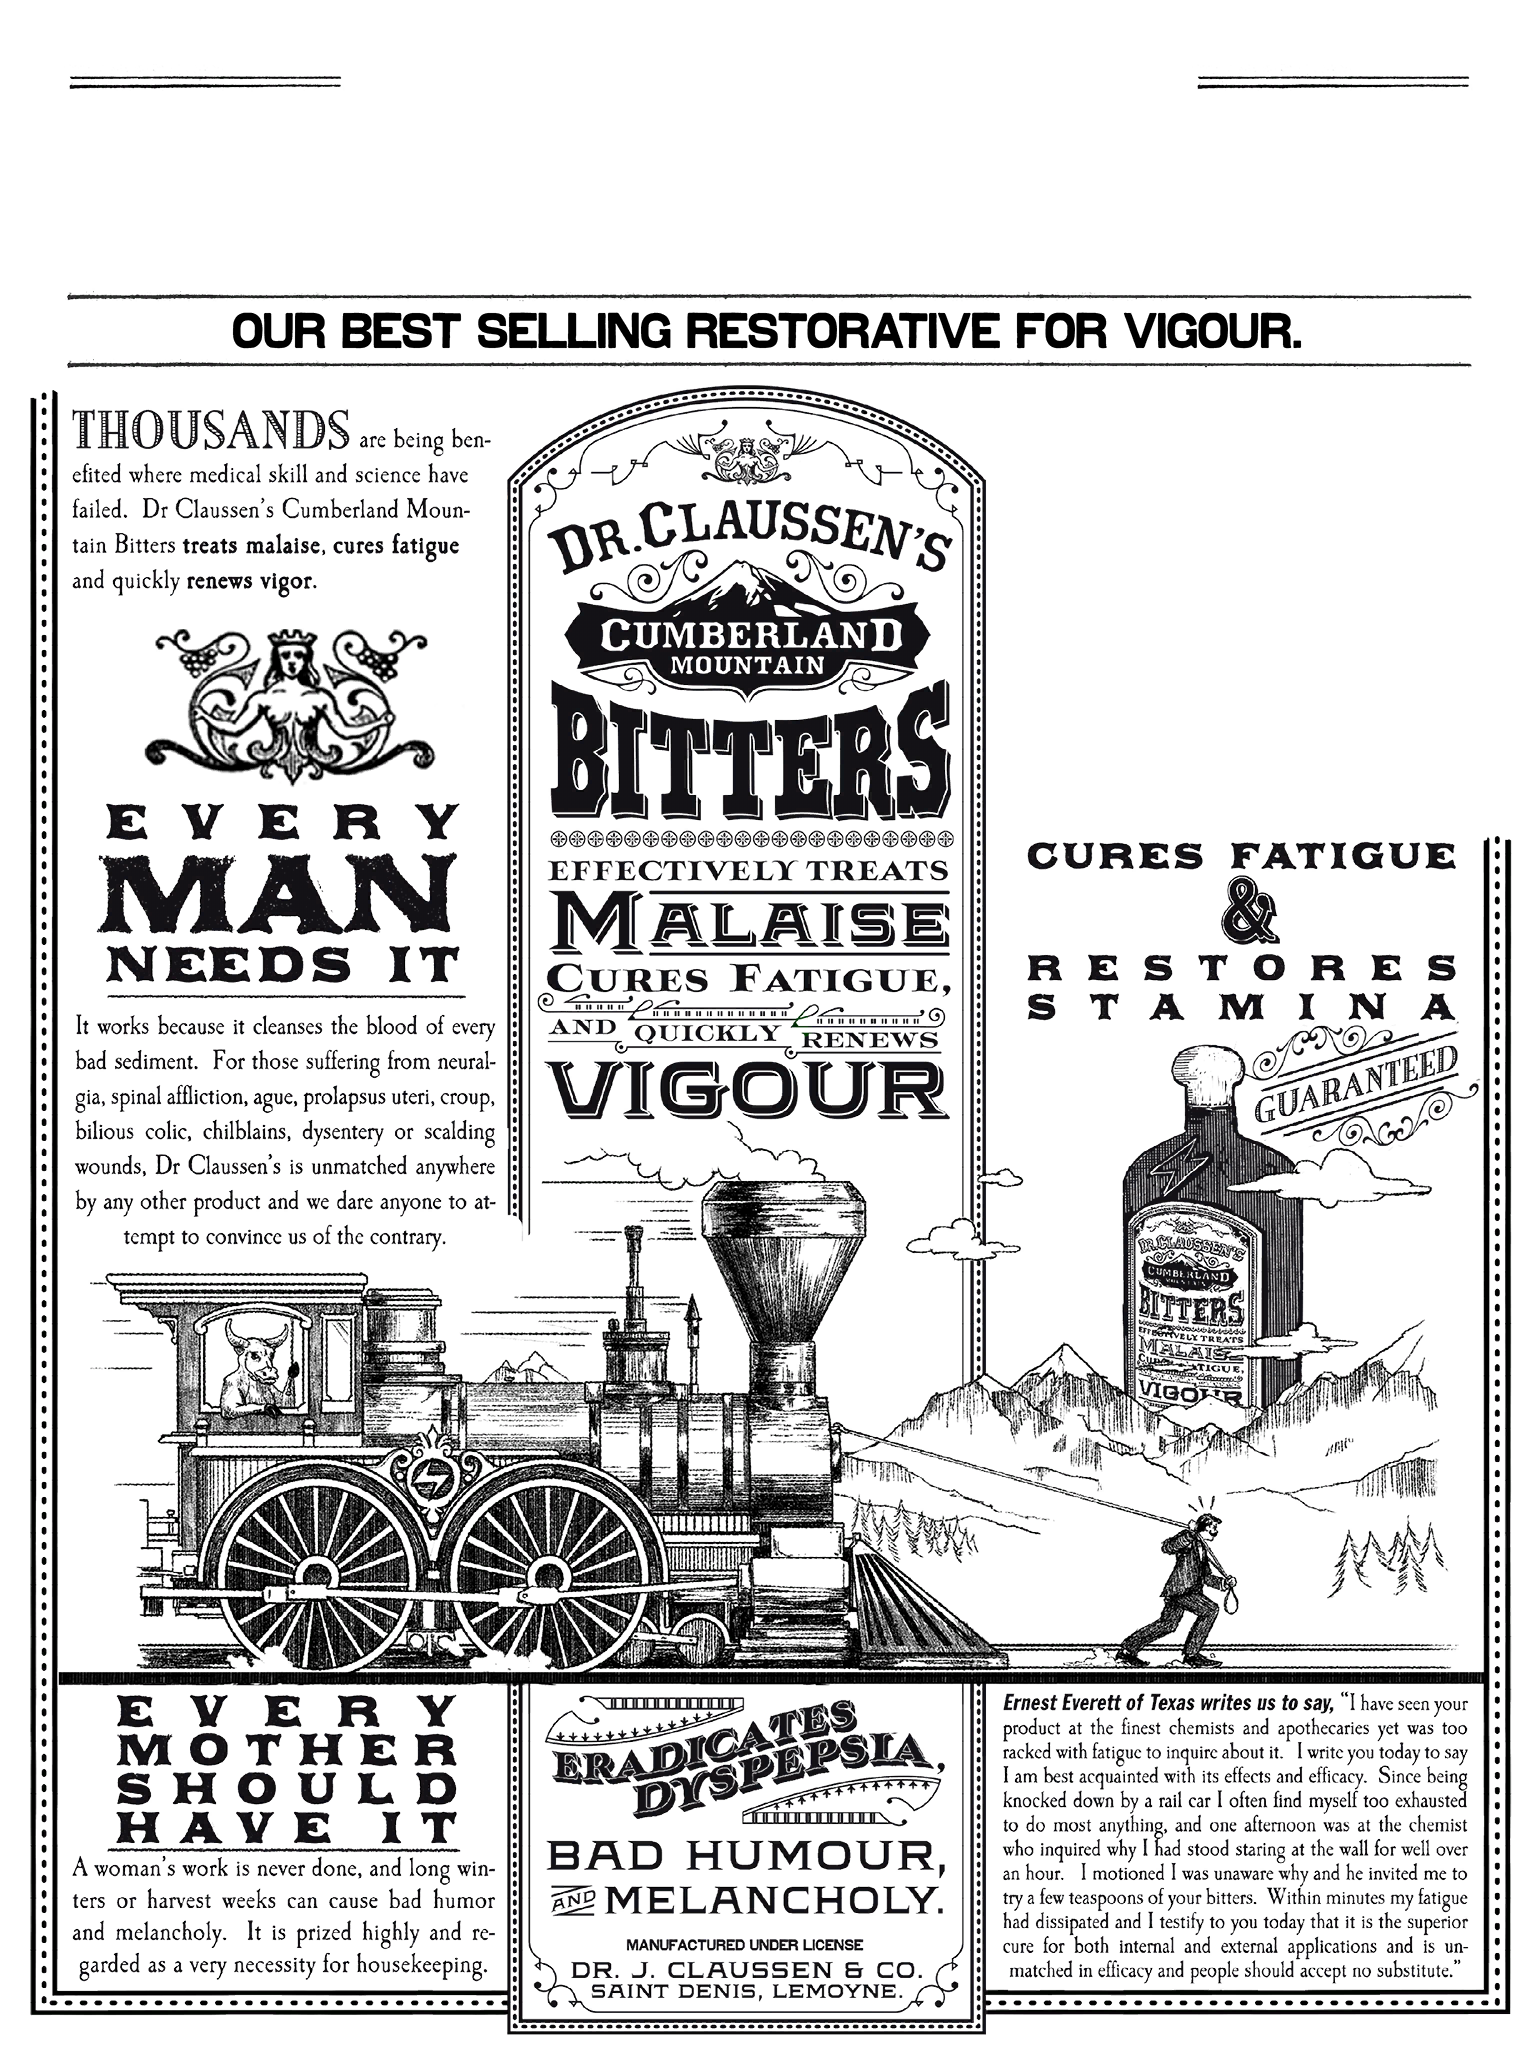 OUR BEST SELLING RESTORATIVE FOR VIGOUR.
THOUSANDS are being ben-
efited where medical skill and science have
failed. Dr Claussen's Cumberland Moun-
tain Bitters treats malaise, cures fatigue
and quickly renews vigor.
EVERY
MAN
NEEDS IT
It works because it cleanses the blood of every
bad sediment. For those suffering from neural-
gia, spinal affliction, ague, prolapsus uteri, croup,
bilious colic, chilblains, dysentery or scalding
wounds, Dr Claussen's is unmatched anywhere
by any other product and we dare anyone to at-
tempt to convince us of the contrary.
DR. CLAUSSEN'S
CUMBERLAND
MOUNTAIN
BITTERS
EFFECTIVELY TREATS
MALAISE
CURES FATIGUE,
AND QUICKLY RENEWS
VIGOUR
CURES FATIGUE
&
RESTORES
STAMINA
GUARANTEED
DR. CLAUSSEN'S
CUMBERLAND
MOUNTAIN
BITTERS
EFFECTIVELY TREATS
VIGOUR
EVERY
MOTHER
SHOULD
HAVE IT
A woman's work is never done, and long win-
ters or harvest weeks can cause bad humor
and melancholy. It is prized highly and re-
garded as a very necessity for housekeeping.
ERADICATES
DYSPEPSIA,
BAD HUMOUR,
AND MELANCHOLY.
MANUFACTURED UNDER LICENSE
DR. J. CLAUSSEN & CO.
SAINT DENIS, LEMOYNE.
Ernest Everett of Texas writes us to say, "I have seen your
product at the finest chemists and apothecaries yet was too
racked with fatigue to inquire about it. I write you today to say
I am best acquainted with its effects and efficacy. Since being
knocked down by a rail car I often find myself too exhausted
to do most anything, and one afternoon was at the chemist
who inquired why I had stood staring at the wall for well over
an hour. I motioned I was unaware why and he invited me to
try a few teaspoons of your bitters. Within minutes my fatigue
had dissipated and I testify to you today that it is the superior
cure for both internal and external applications and is un-
matched in efficacy and people should accept no substitute."